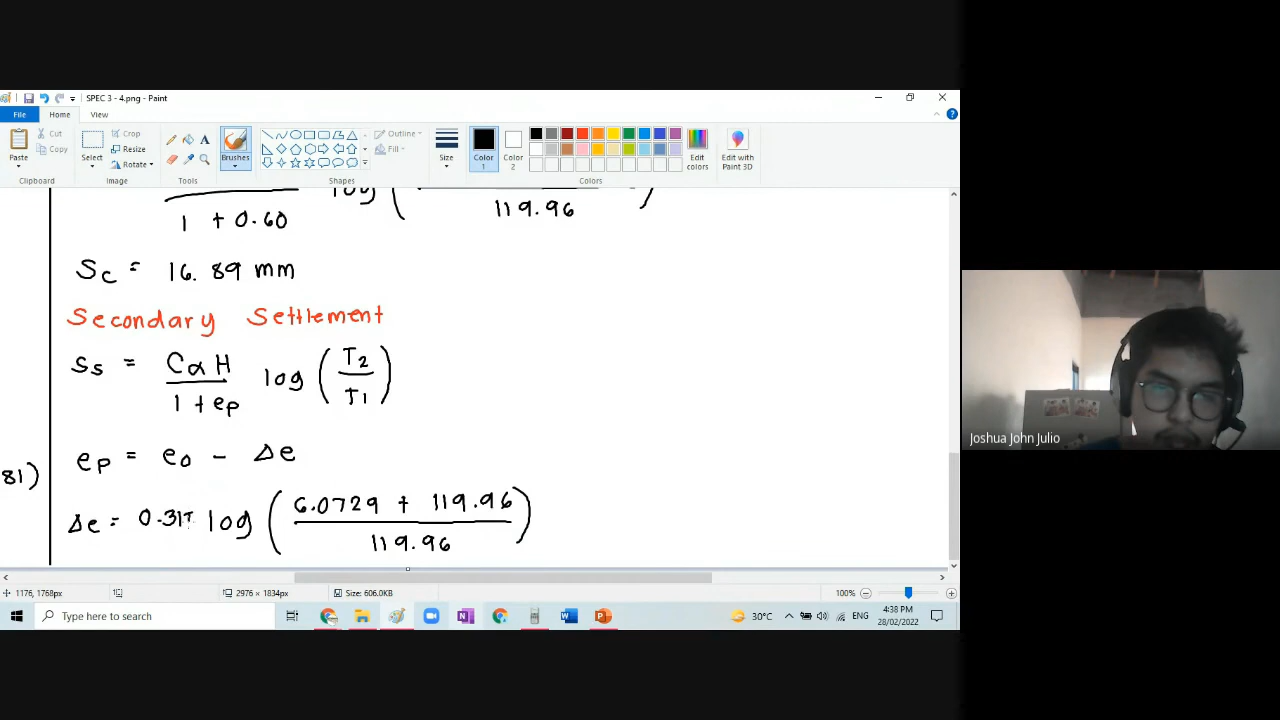 SPEC 3 - 4.png - Paint
File Home View
Paste Cut Copy Clipboard
Select Crop Resize Rotate Image
Tools
Brushes
Outline Fill Shapes
Size
Color 1 Color 2
Edit colors
Edit with Paint 3D
Colors
log
1 + 0.60
119.96
Sc = 16.89 mm
Secondary Settlement
Ss = Cα H / 1 + ep log ( T2 / T1 )
ep = e0 - Δe
81)
Δe = log ( 6.0729 + 119.96 / 119.96 )
1176, 1768px
2976 × 1834px
Size: 606.0KB
100%
Type here to search
30°C
ENG
4:38 PM
28/02/2022
Joshua John Julio